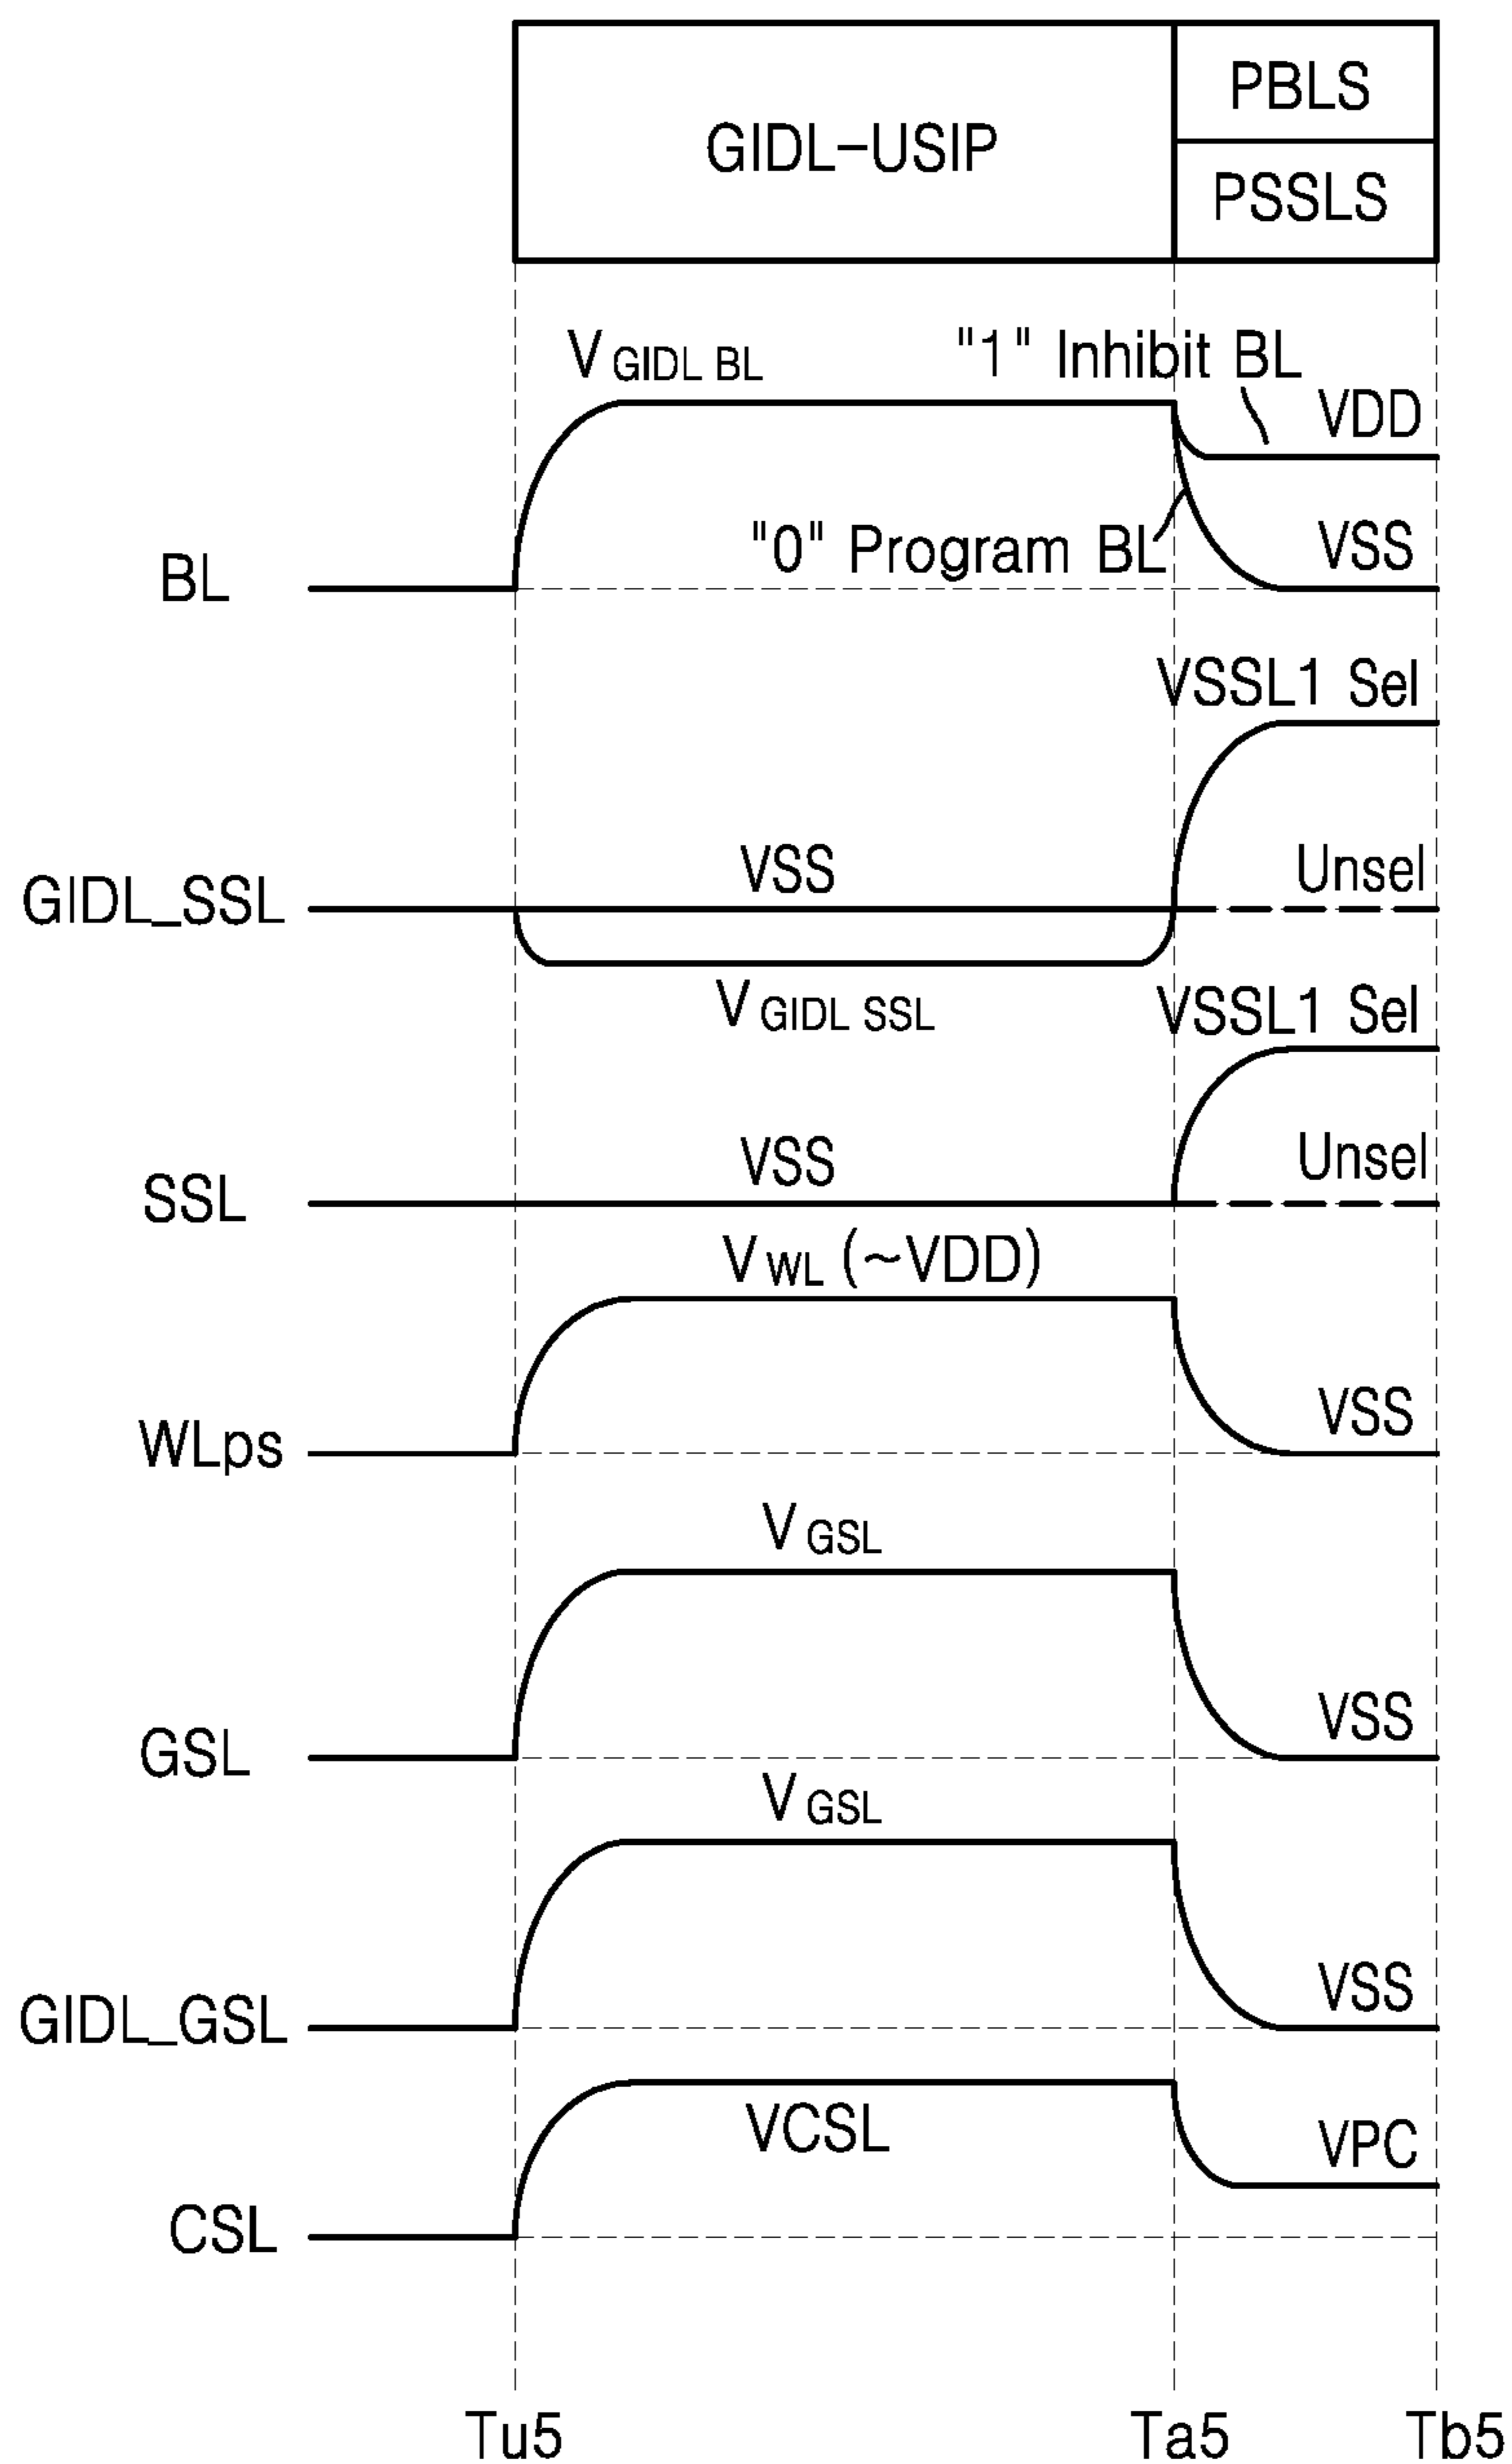 GIDL-USIP
PBLS
PSSLS
V GIDL BL
"1" Inhibit BL
VDD
"0" Program BL
VSS
BL
VSSL1 Sel
VSS
Unsel
GIDL_SSL
V GIDL SSL
VSSL1 Sel
VSS
Unsel
SSL
V WL (~VDD)
VSS
WLps
V GSL
VSS
GSL
V GSL
VSS
GIDL_GSL
VCSL
VPC
CSL
Tu5
Ta5
Tb5